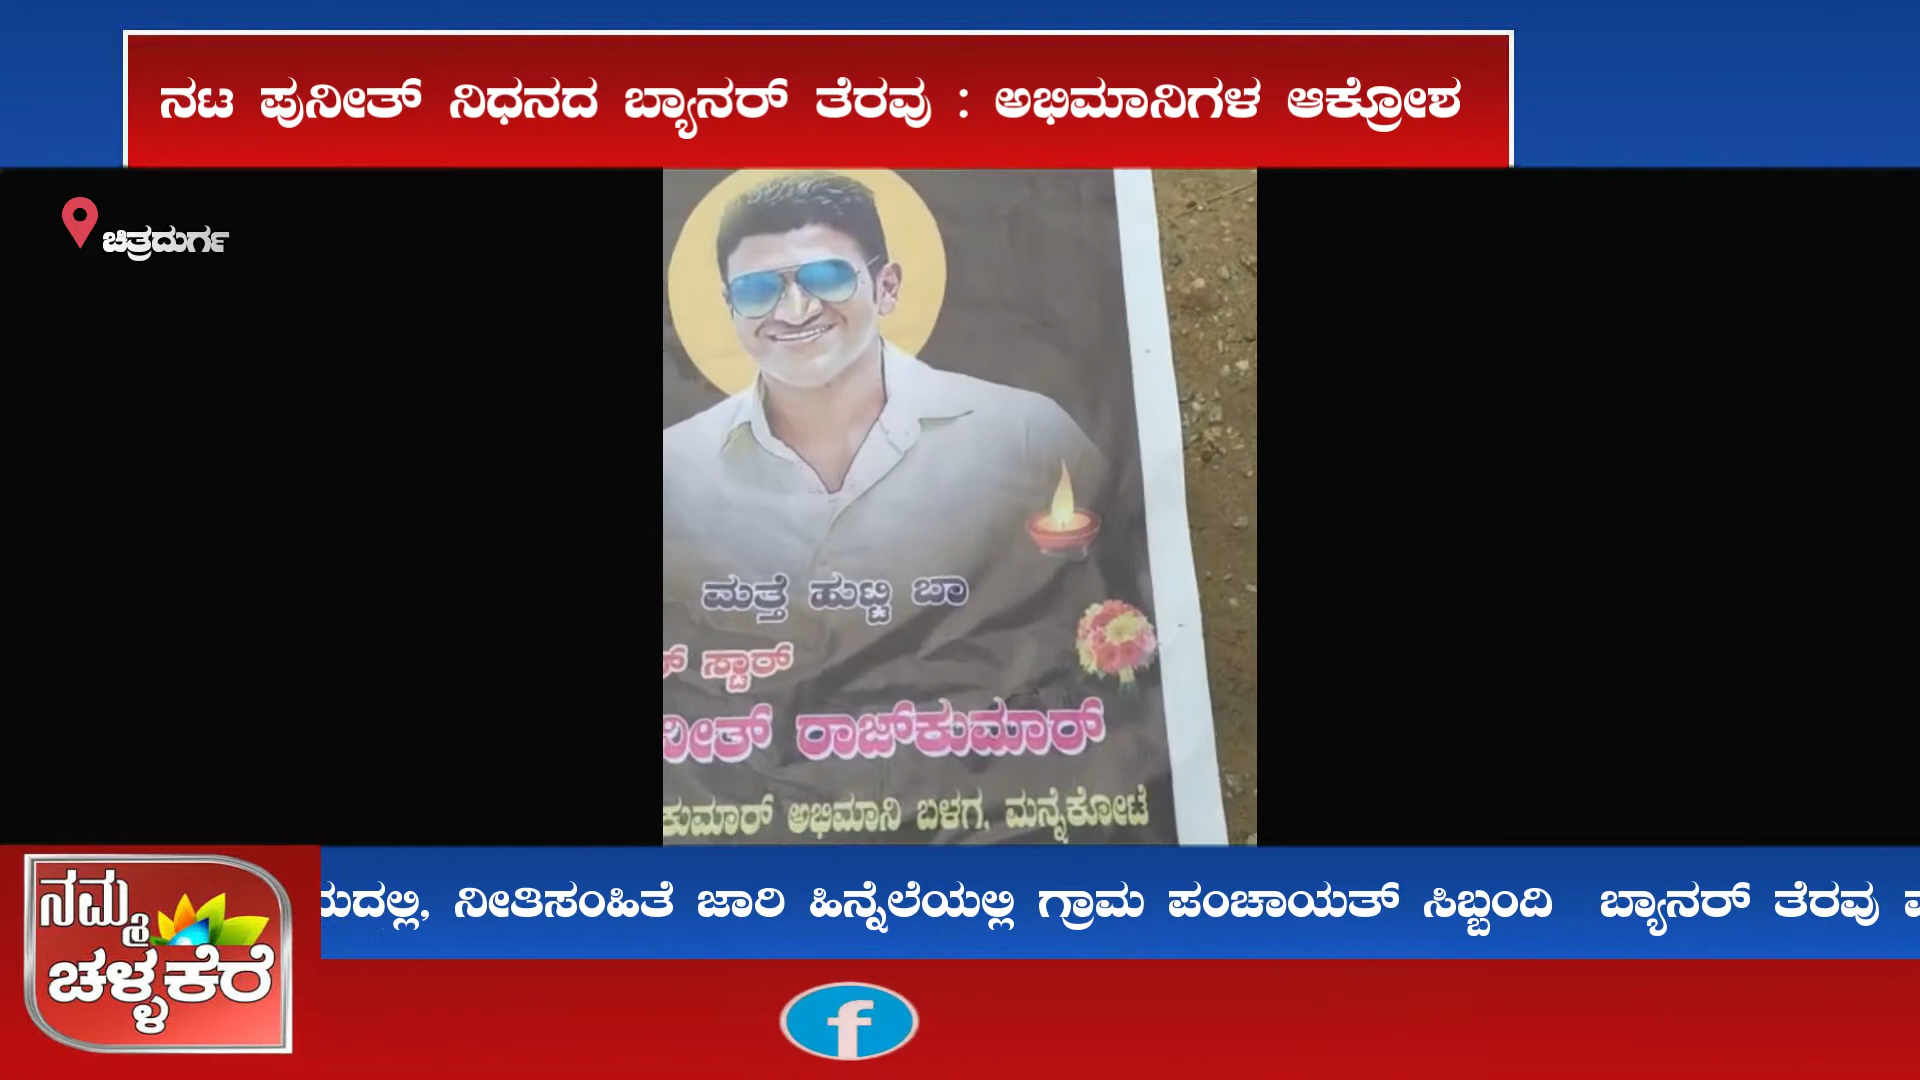 ನಟ ಪುನೀತ್ ನಿಧನದ ಬ್ಯಾನರ್ ತೆರವು : ಅಭಿಮಾನಿಗಳ ಆಕ್ರೋಶ
ಚಿತ್ರದುರ್ಗ
ಮತ್ತೆ ಹುಟ್ಟಿ ಬಾ
ಸ್ಟಾರ್
ನೀತ್ ರಾಜ್‌ಕುಮಾರ್
ಕುಮಾರ್ ಅಭಿಮಾನಿ ಬಳಗ, ಮನ್ನೆಕೋಟೆ
ನಮ್ಮ
ಚಳ್ಳಕೆರೆ
ಮದಲ್ಲಿ, ನೀತಿಸಂಹಿತೆ ಜಾರಿ ಹಿನ್ನೆಲೆಯಲ್ಲಿ ಗ್ರಾಮ ಪಂಚಾಯತ್ ಸಿಬ್ಬಂದಿ ಬ್ಯಾನರ್ ತೆರವು
f